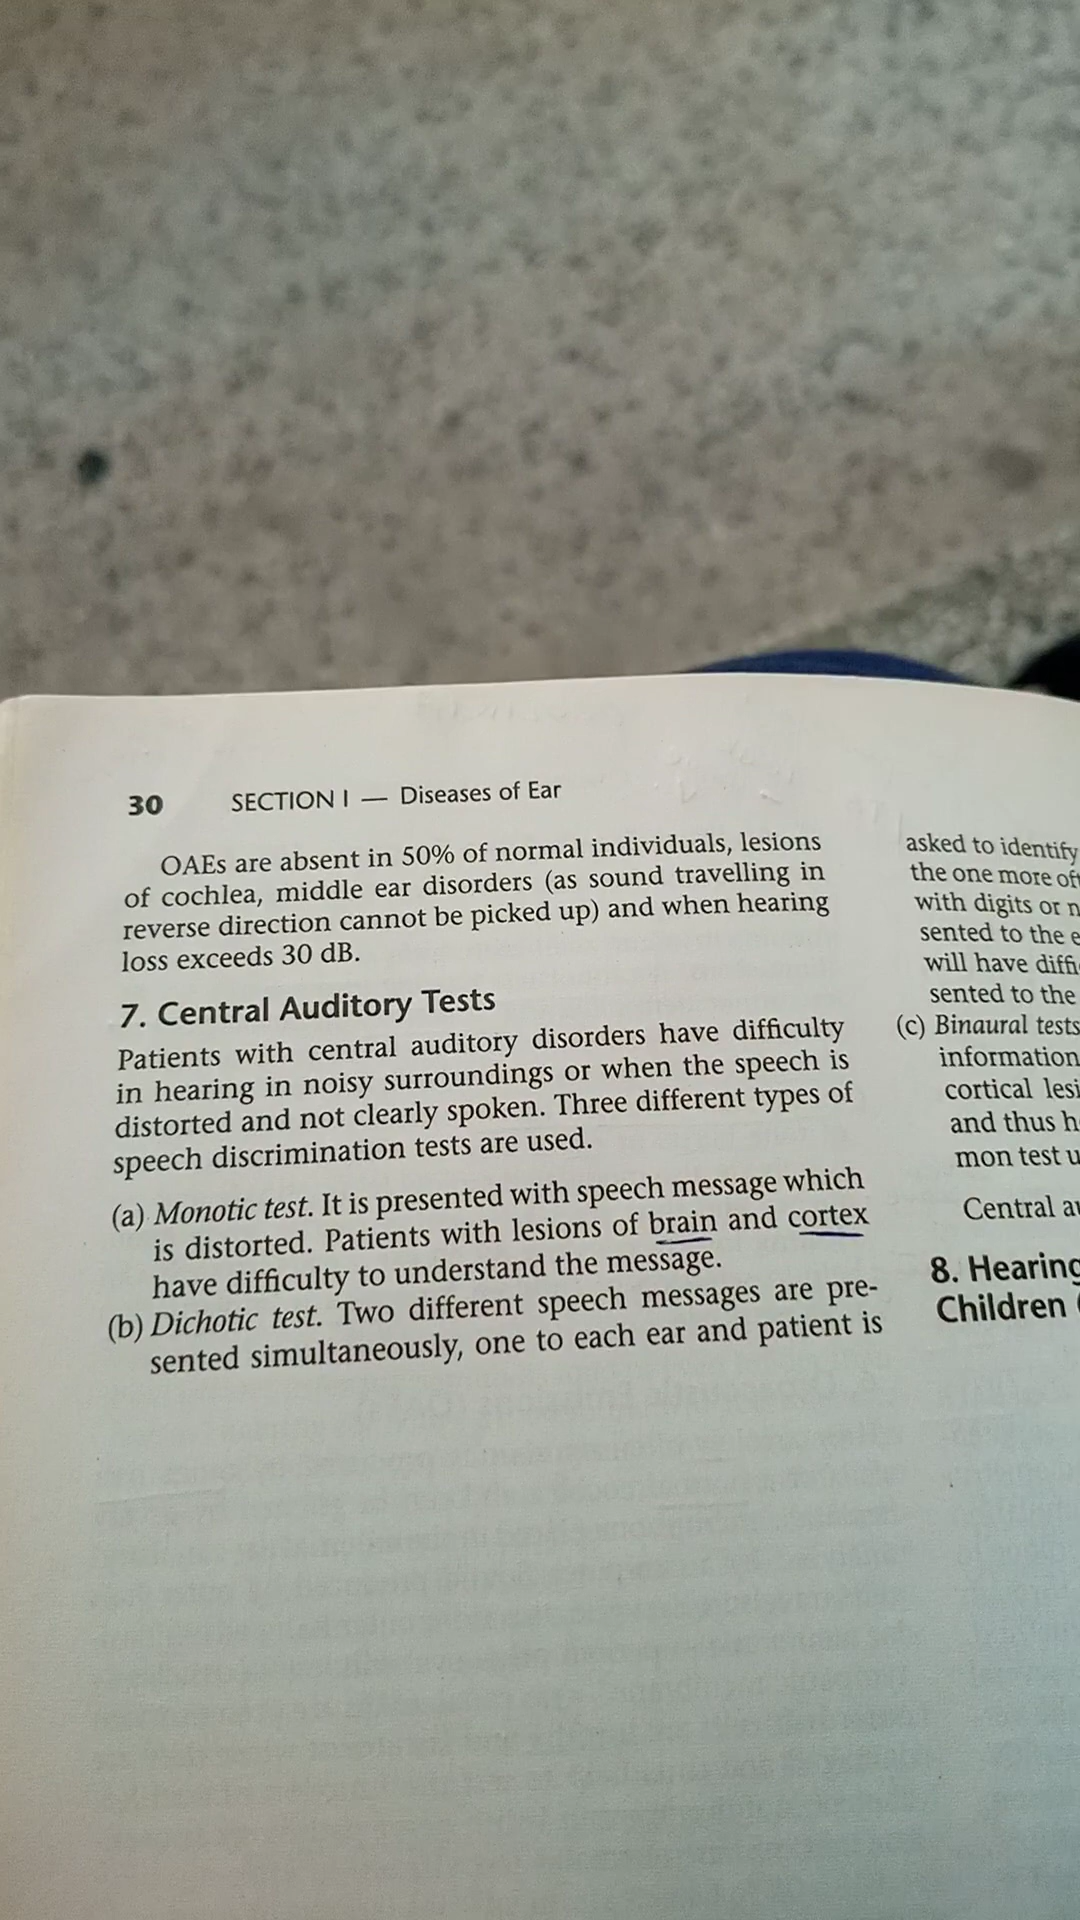 30 SECTION I — Diseases of Ear
OAEs are absent in 50% of normal individuals, lesions
of cochlea, middle ear disorders (as sound travelling in
reverse direction cannot be picked up) and when hearing
loss exceeds 30 dB.
7. Central Auditory Tests
Patients with central auditory disorders have difficulty
in hearing in noisy surroundings or when the speech is
distorted and not clearly spoken. Three different types of
speech discrimination tests are used.
(a) Monotic test. It is presented with speech message which
is distorted. Patients with lesions of brain and cortex
have difficulty to understand the message.
(b) Dichotic test. Two different speech messages are pre-
sented simultaneously, one to each ear and patient is
asked to identify
the one more
with digits or
sented to the
will have
sented to the
(c) Binaural tests
information
cortical
and thus
mon test
Central
8. Hearing
Children